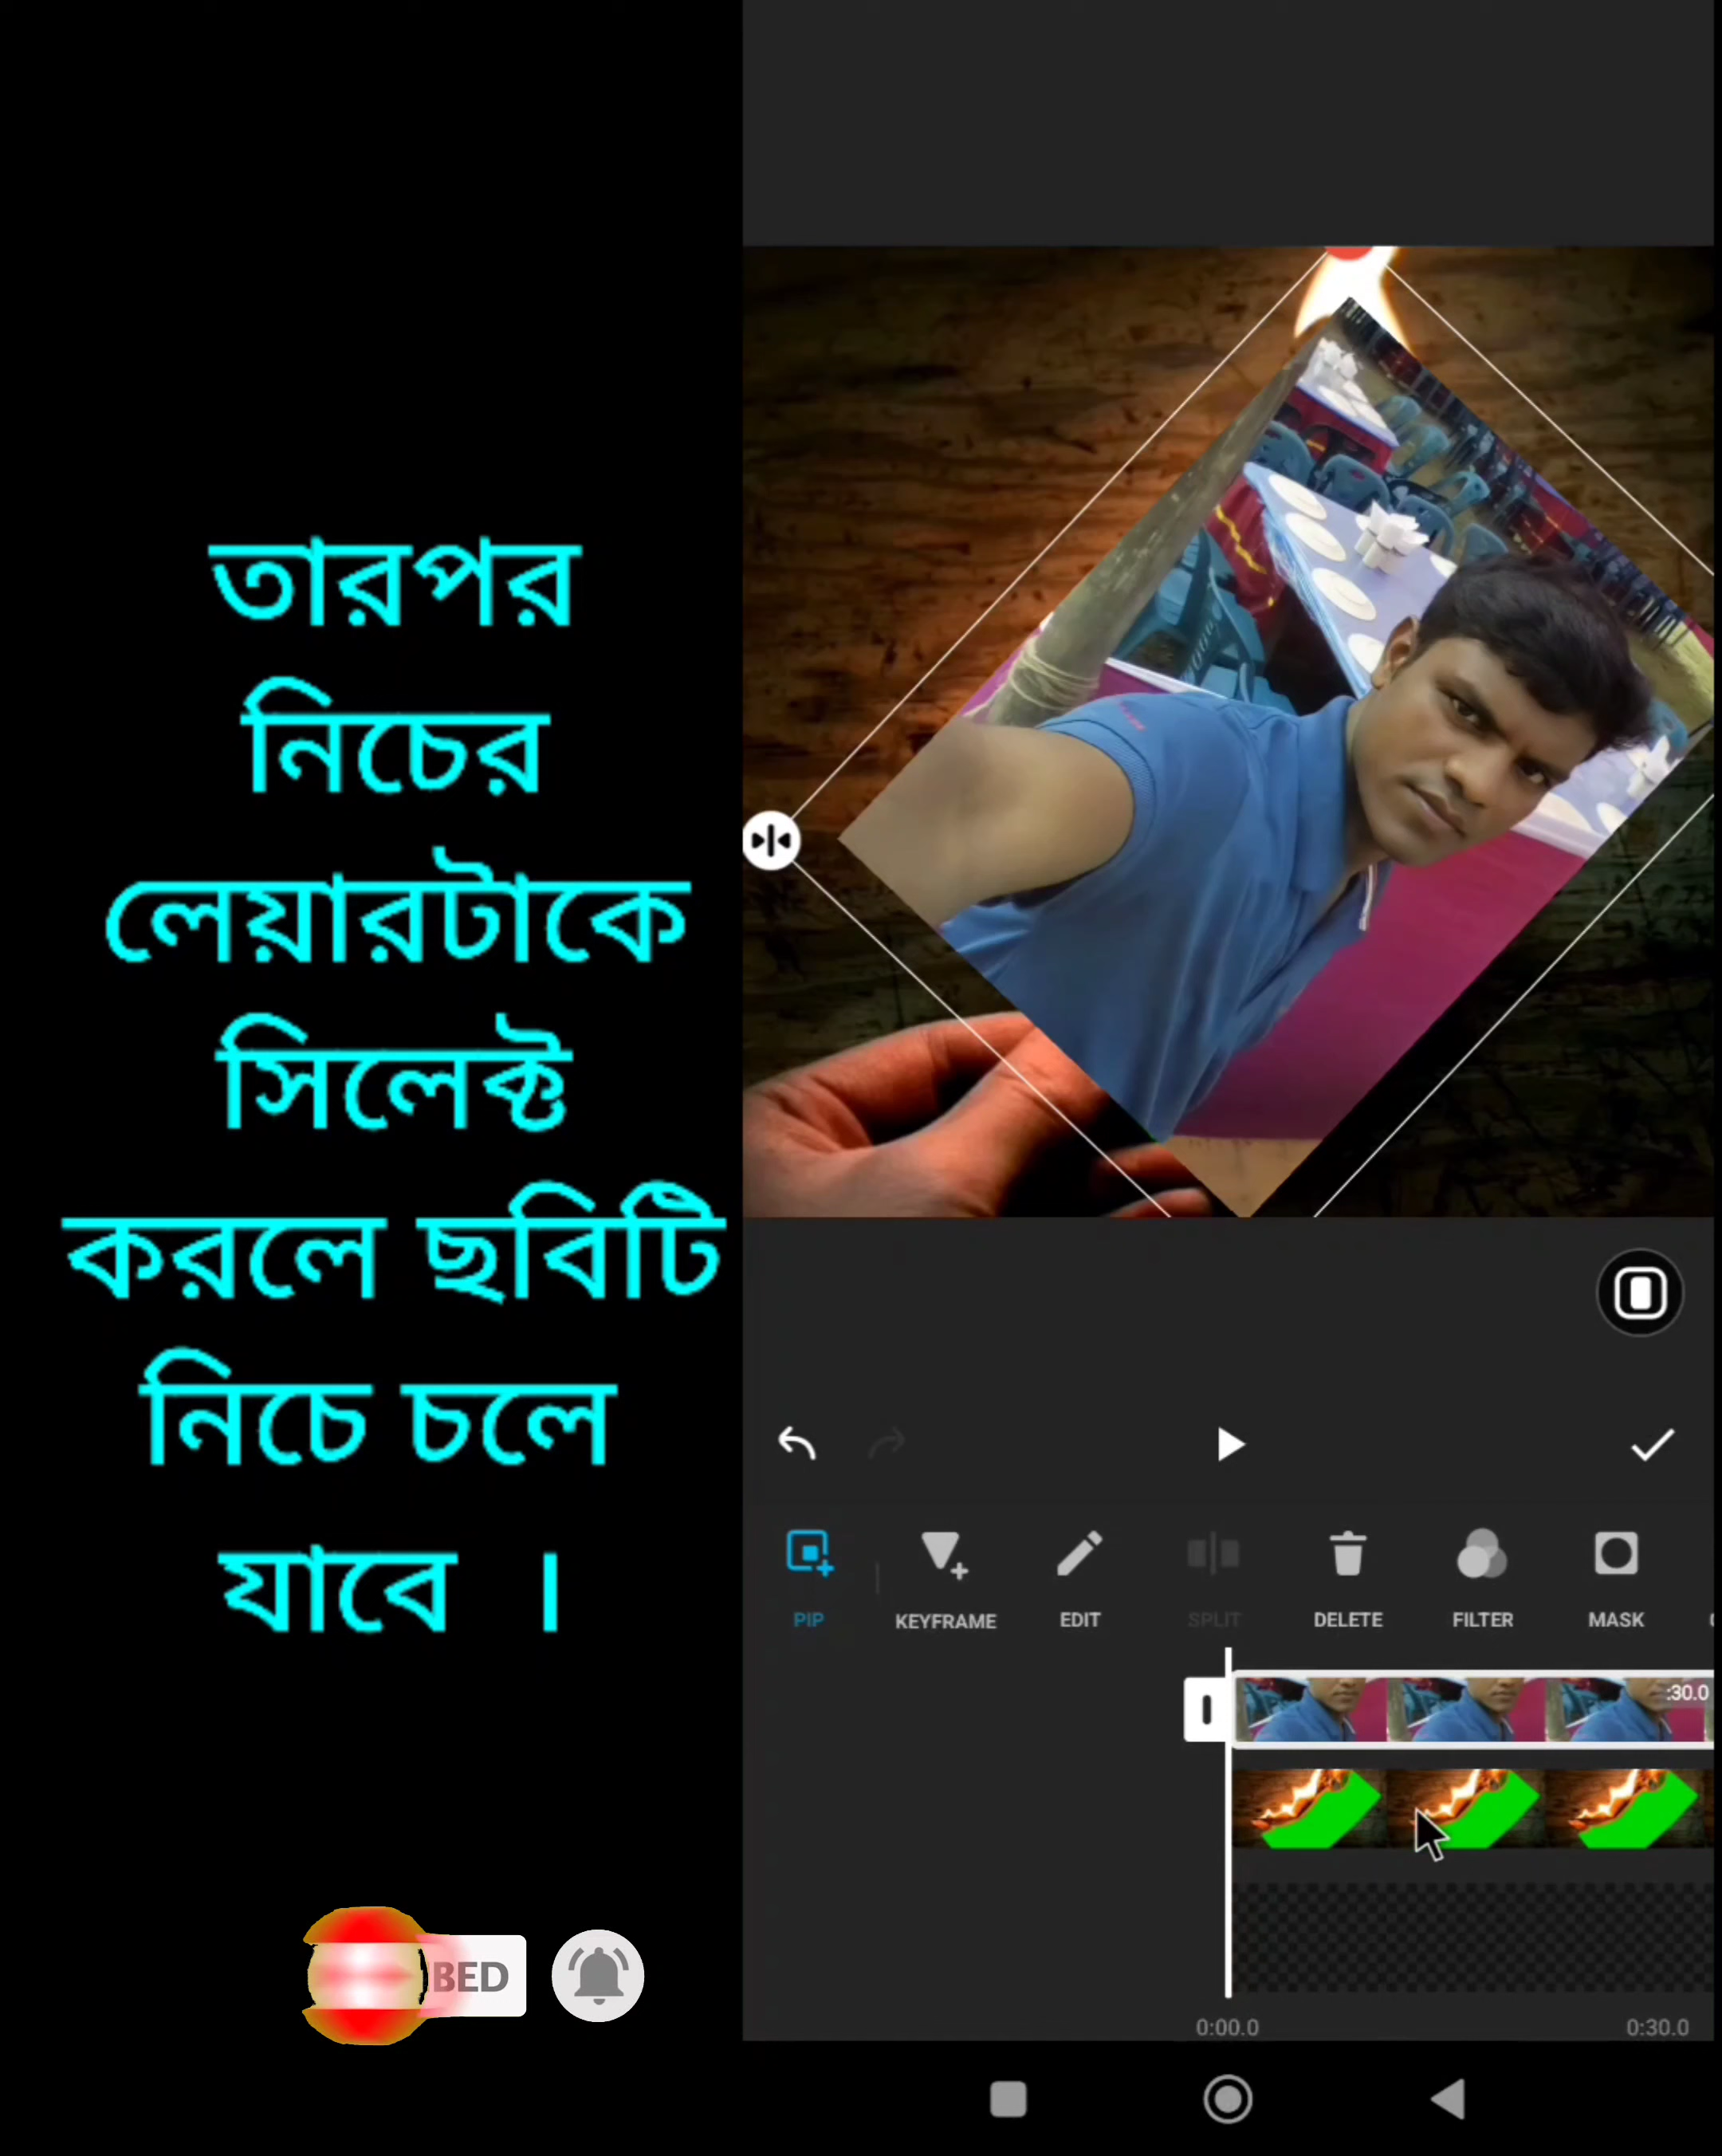 তারপর
নিচের
লেয়ারটাকে
সিলেক্ট
করলে ছবিটি
নিচে চলে
যাবে ।
BED
PIP
KEYFRAME
EDIT
SPLIT
DELETE
FILTER
MASK
:30.0
0:00.0
0:30.0